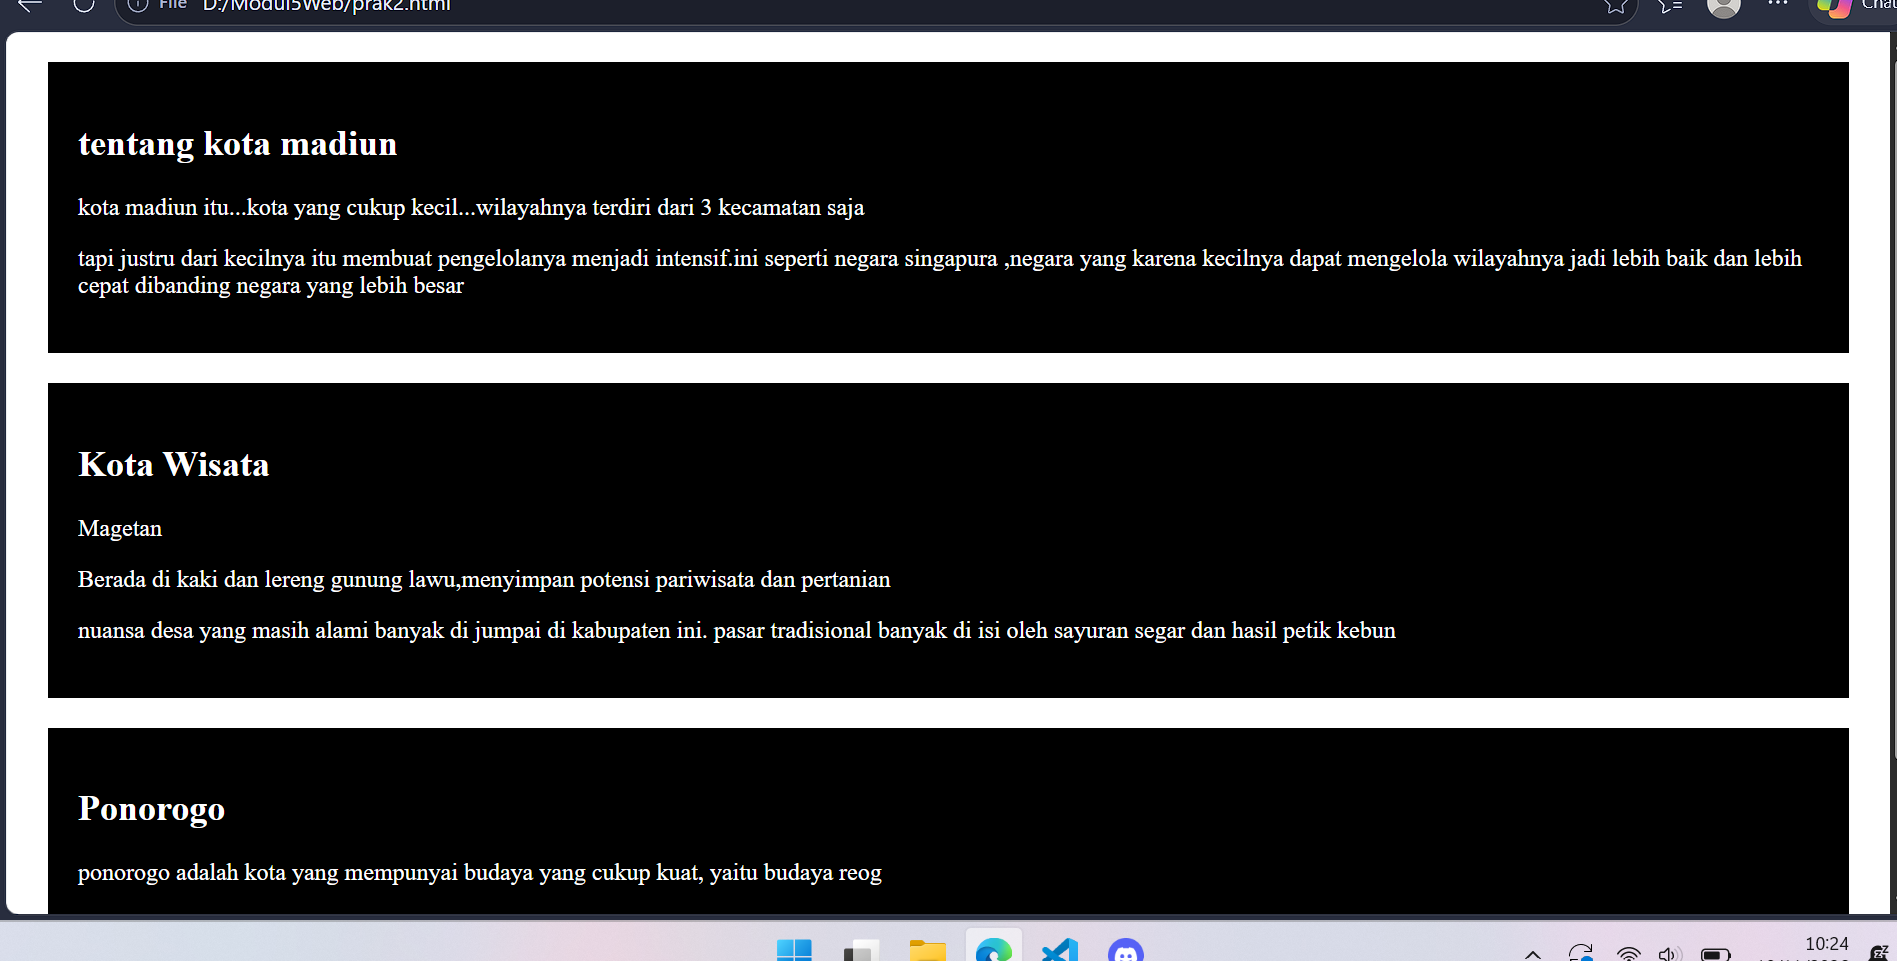 File D:/Modul5Web/prak2.html
tentang kota madiun
kota madiun itu...kota yang cukup kecil...wilayahnya terdiri dari 3 kecamatan saja
tapi justru dari kecilnya itu membuat pengelolanya menjadi intensif.ini seperti negara singapura ,negara yang karena kecilnya dapat mengelola wilayahnya jadi lebih baik dan lebih
cepat dibanding negara yang lebih besar
Kota Wisata
Magetan
Berada di kaki dan lereng gunung lawu,menyimpan potensi pariwisata dan pertanian
nuansa desa yang masih alami banyak di jumpai di kabupaten ini. pasar tradisional banyak di isi oleh sayuran segar dan hasil petik kebun
Ponorogo
ponorogo adalah kota yang mempunyai budaya yang cukup kuat, yaitu budaya reog
10:24